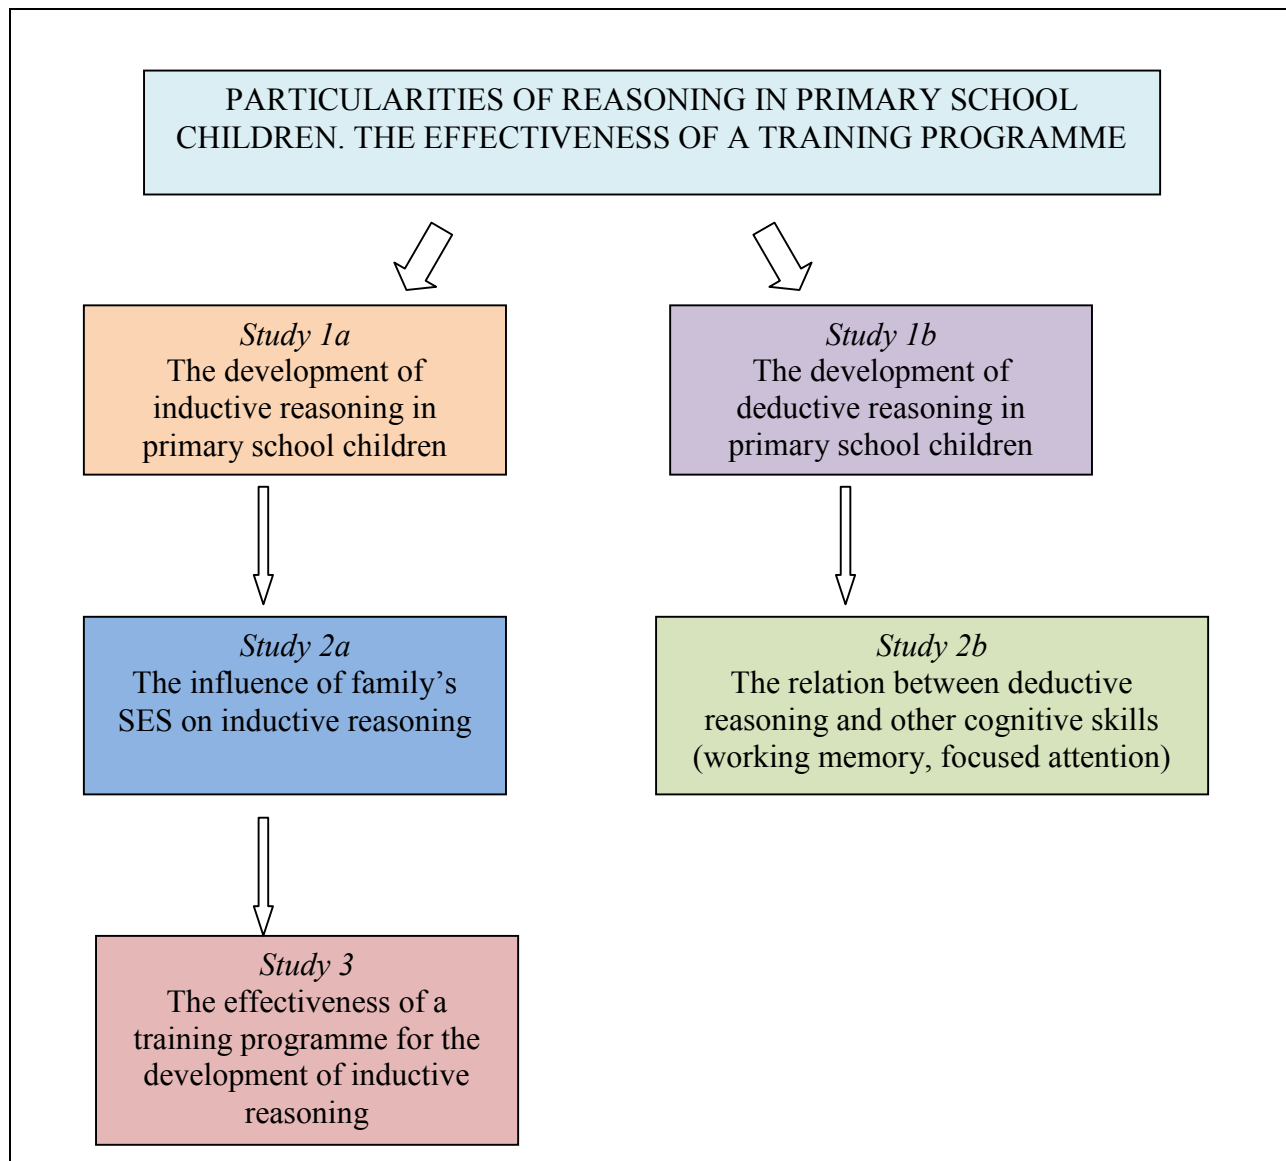 PARTICULARITIES OF REASONING IN PRIMARY SCHOOL
CHILDREN. THE EFFECTIVENESS OF A TRAINING PROGRAMME
Study 1a
The development of
inductive reasoning in
primary school children
Study 1b
The development of
deductive reasoning in
primary school children
Study 2a
The influence of family’s
SES on inductive reasoning
Study 2b
The relation between deductive
reasoning and other cognitive skills
(working memory, focused attention)
Study 3
The effectiveness of a
training programme for the
development of inductive
reasoning